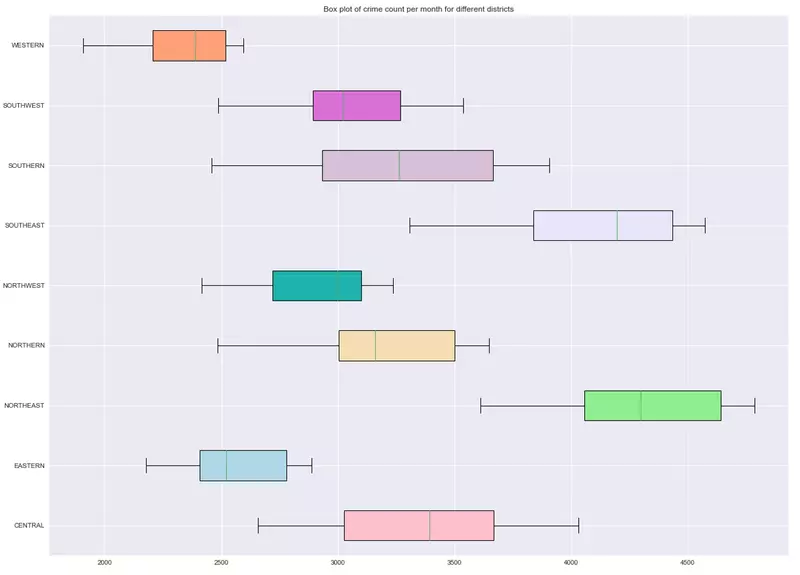 Box plot of crime count per month for different districts
WESTERN
SOUTHWEST
SOUTHERN
SOUTHEAST
NORTHWEST
NORTHERN
NORTHEAST
EASTERN
CENTRAL
2000 2500 3000 3500 4000 4500